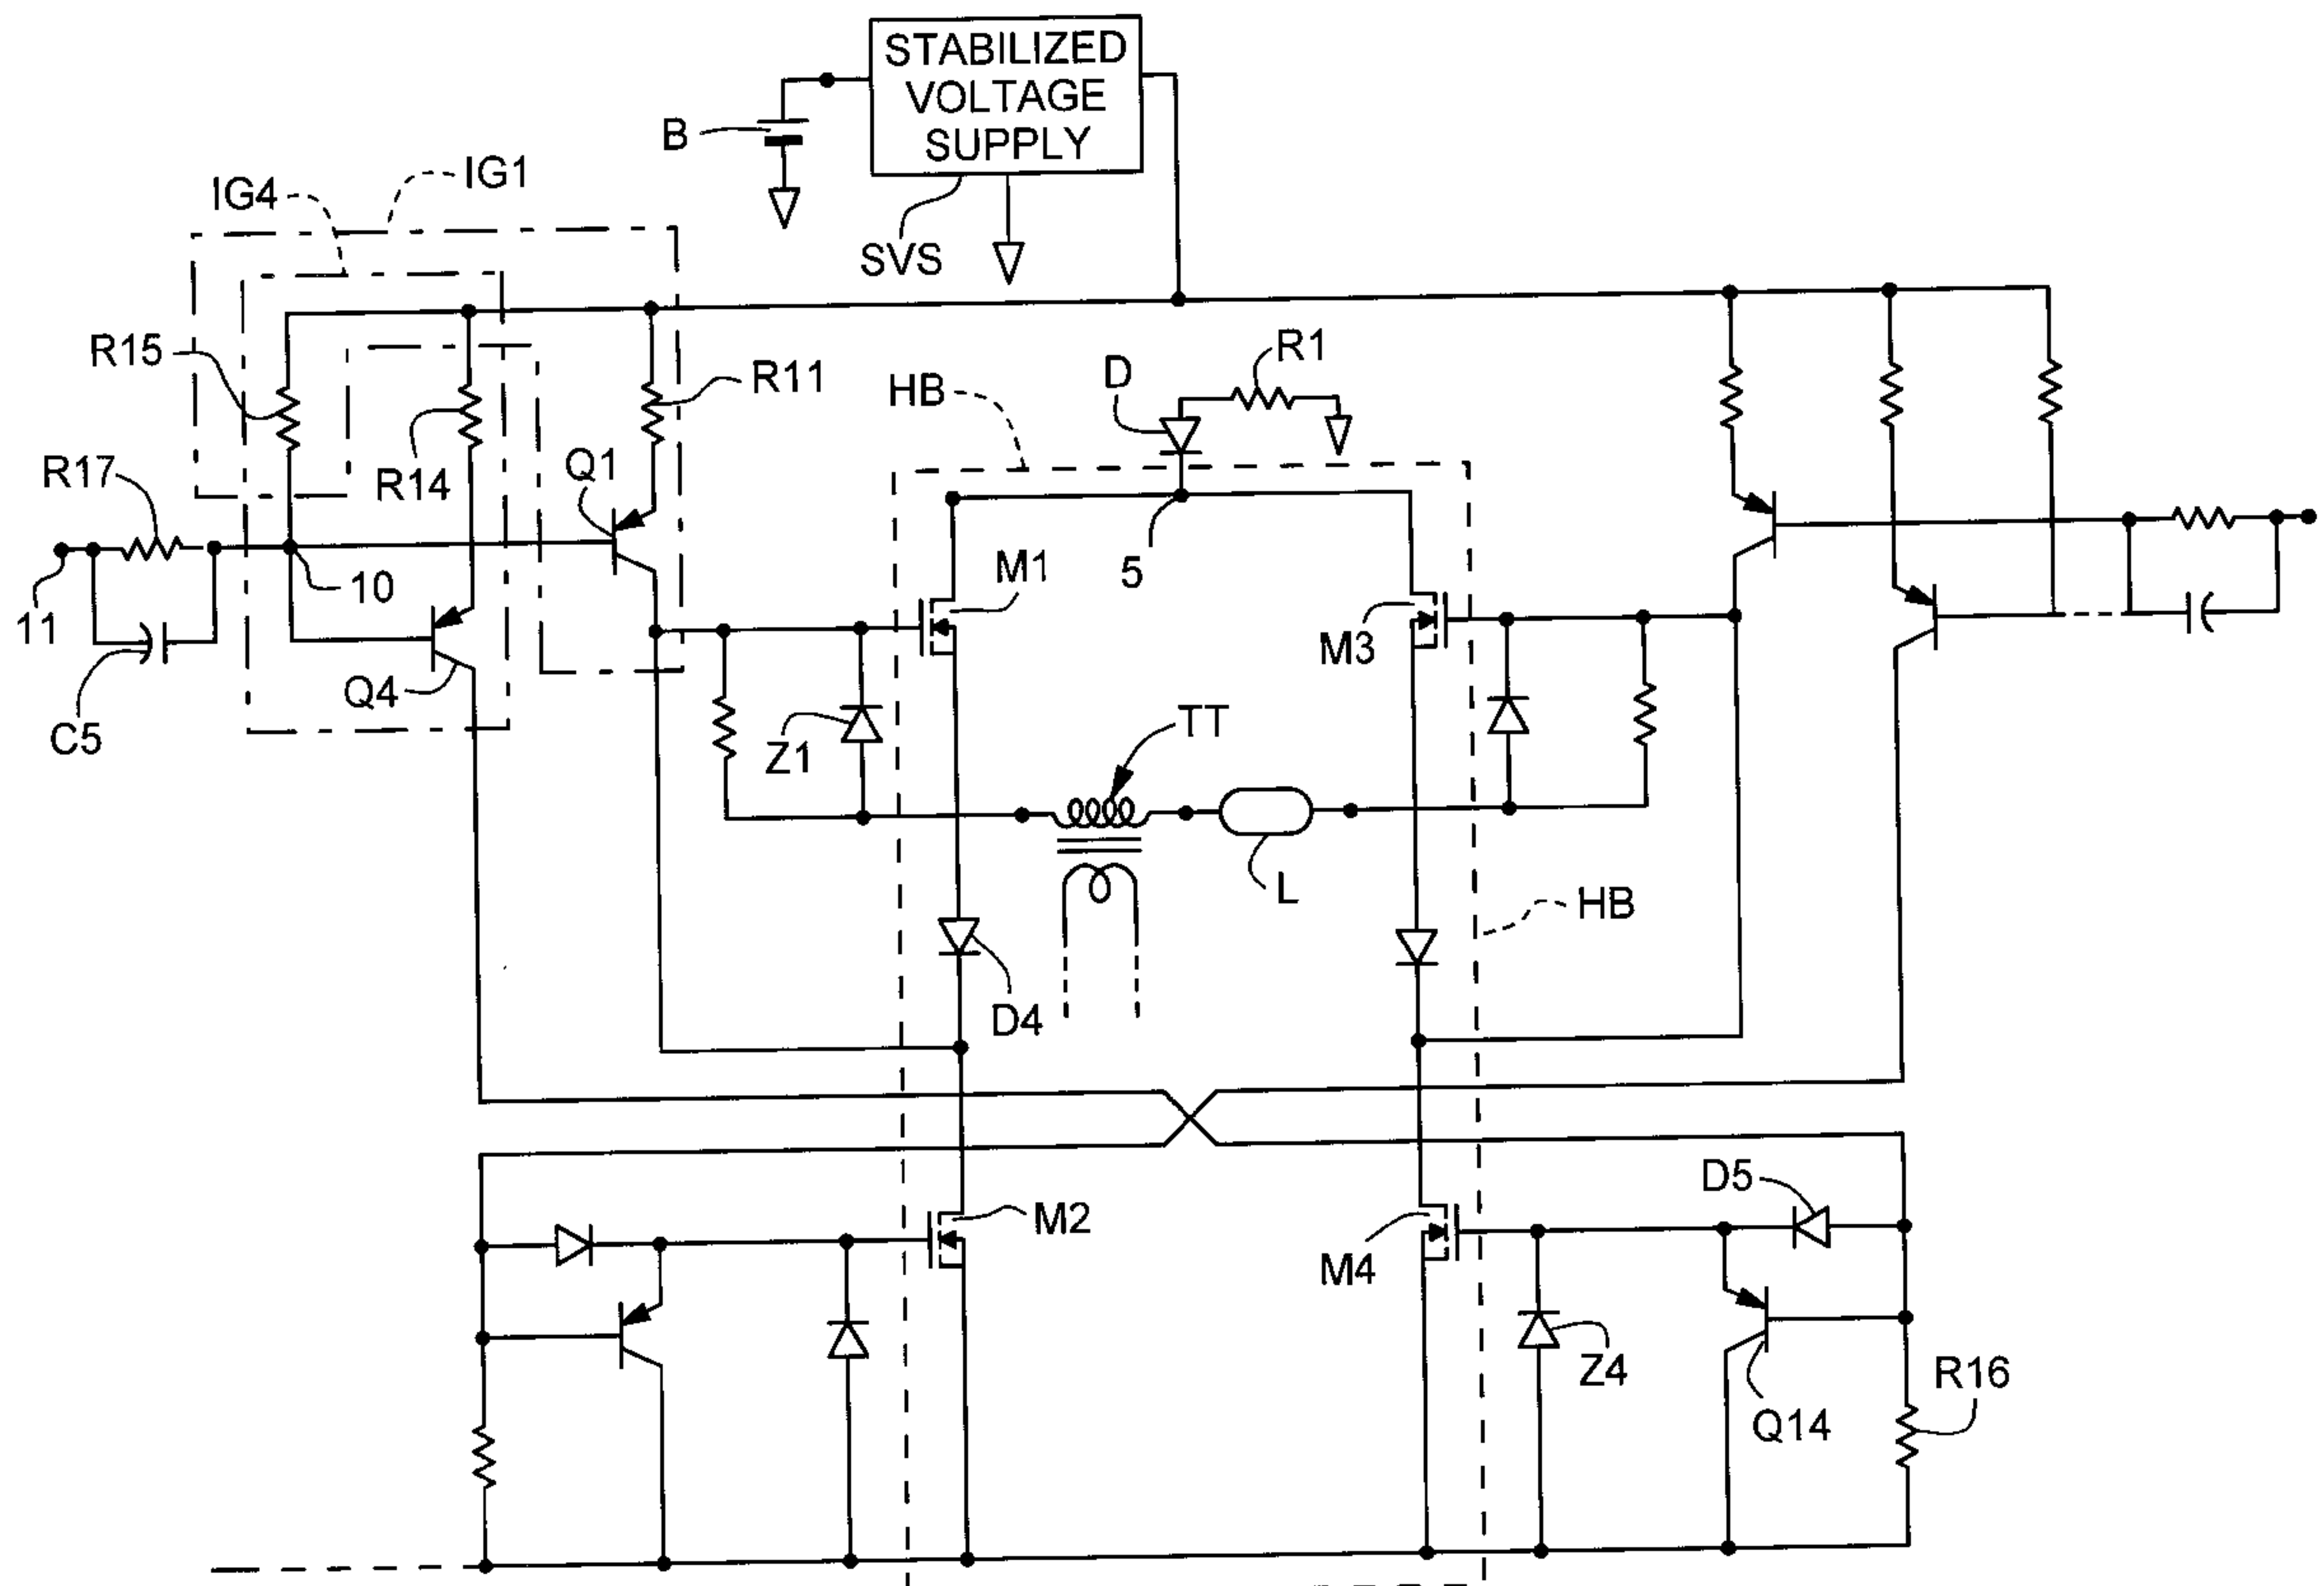 STABILIZED
VOLTAGE
SUPPLY
B
IG1
IG4
SVS
R15
R1
D
HB
R11
R17
R14
Q1
5
M1
10
11
M3
Q4
C5
Z1
TT
L
HB
D4
D5
M2
M4
Z4
R16
Q14